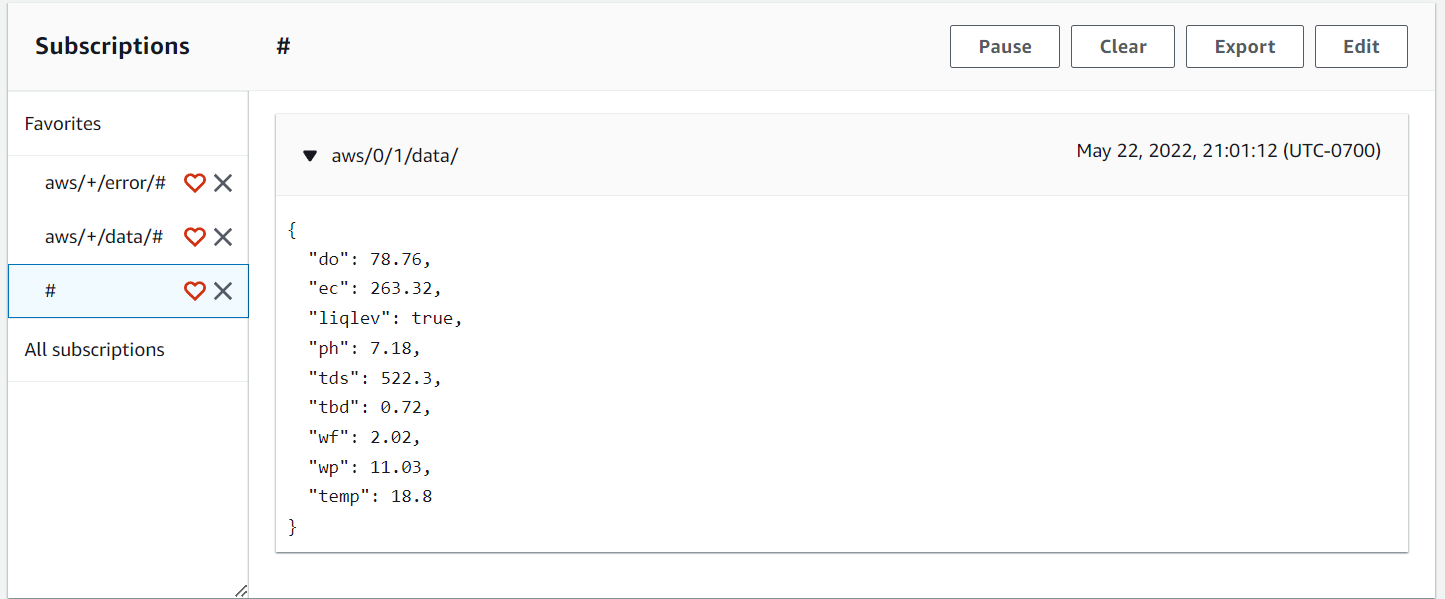 Subscriptions
#
Pause
Clear
Export
Edit
Favorites
aws/+/error/#
aws/+/data/#
#
All subscriptions
aws/0/1/data/
May 22, 2022, 21:01:12 (UTC-0700)
{
  "do": 78.76,
  "ec": 263.32,
  "liqlev": true,
  "ph": 7.18,
  "tds": 522.3,
  "tbd": 0.72,
  "wf": 2.02,
  "wp": 11.03,
  "temp": 18.8
}